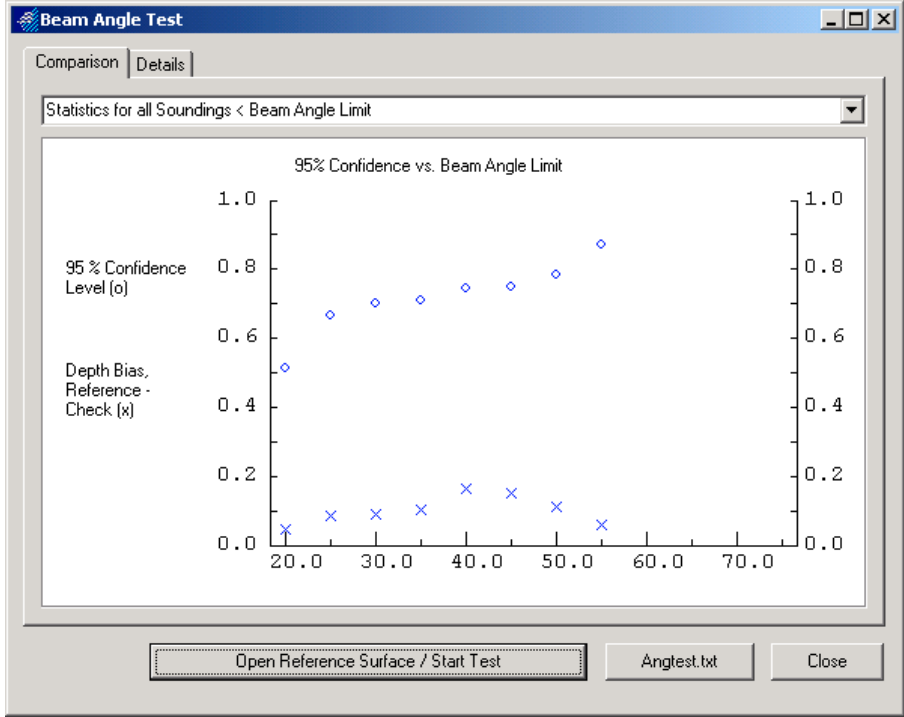 Beam Angle Test
Comparison
Details
Statistics for all Soundings < Beam Angle Limit
95% Confidence vs. Beam Angle Limit
1.0
1.0
95 % Confidence
Level (o)
0.8
0.8
0.6
0.6
Depth Bias,
Reference -
Check (x)
0.4
0.4
0.2
0.2
0.0
0.0
20.0 30.0 40.0 50.0 60.0 70.0
Open Reference Surface / Start Test
Angtest.txt
Close